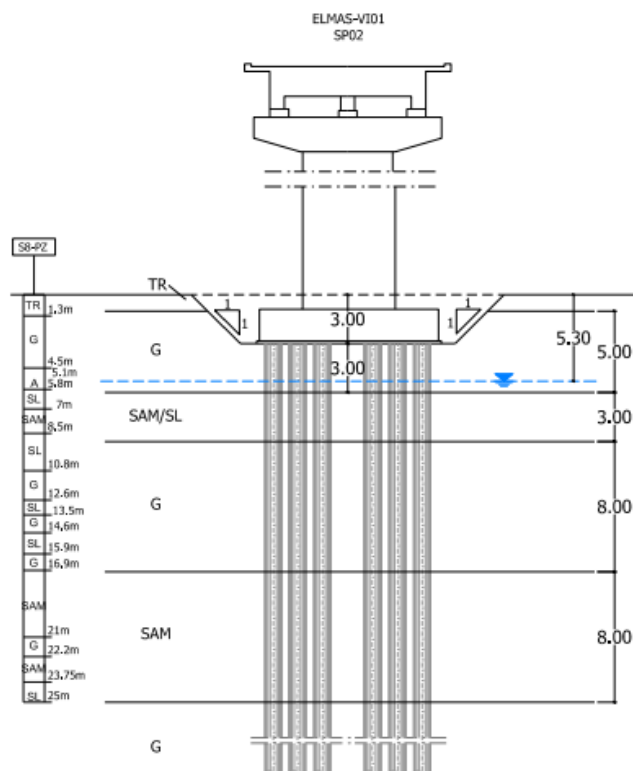 ELMAS-VI01
SP02
S8-PZ
TR
TR
1.3m
1
1
1
1
3.00
G
G
5.30
5.00
4.5m
5.1m
3.00
A
5.8m
SL
7m
SAM/SL
3.00
SAM
8.5m
SL
10.8m
G
12.6m
G
8.00
SL
13.5m
G
14.6m
SL
15.9m
G
16.9m
SAM
SAM
8.00
21m
G
22.2m
SAM
23.75m
SL
25m
G